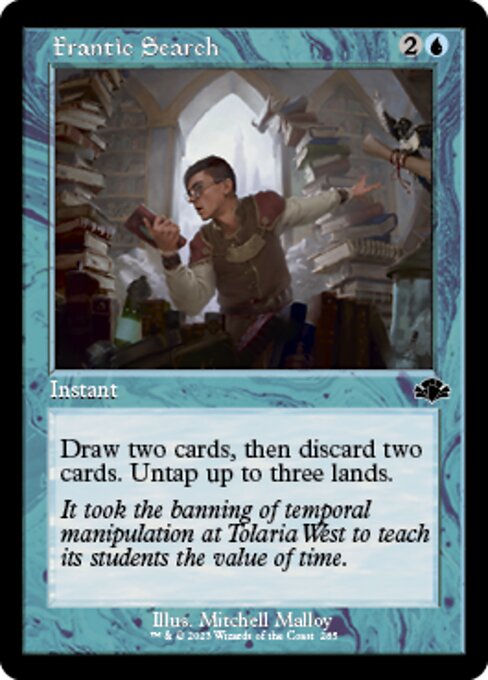 Frantic Search 2
Instant
Draw two cards, then discard two
cards. Untap up to three lands.
It took the banning of temporal
manipulation at Tolaria West to teach
its students the value of time.
Illus. Mitchell Malloy
™ & © 2023 Wizards of the Coast 265